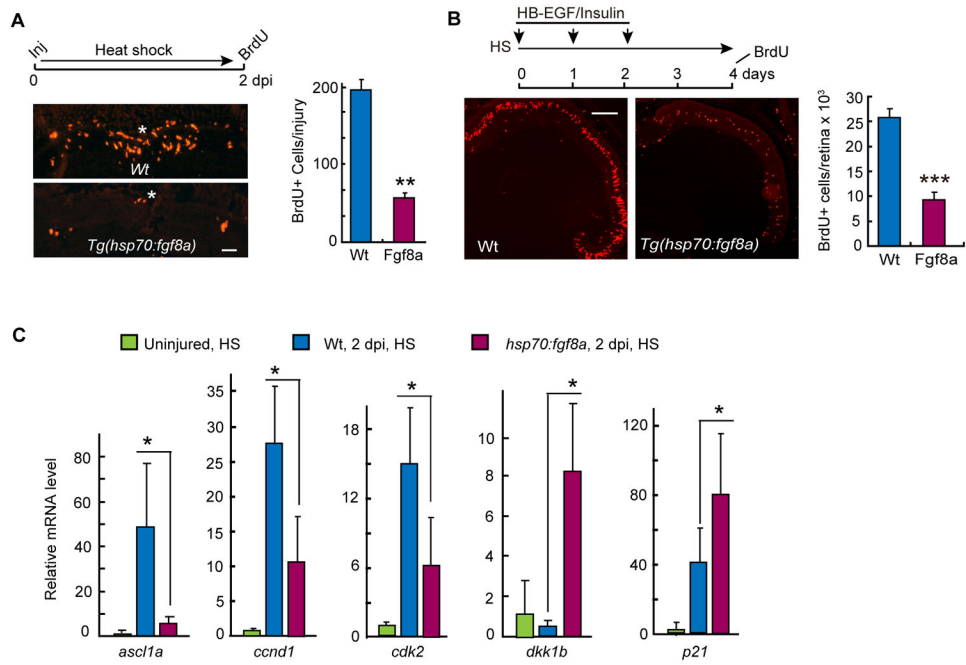 A
Inj
Heat shock
BrdU
0
2 dpi
*
Wt
*
Tg(hsp70:fgf8a)
BrdU+ Cells/injury
200
200
0
**
Wt
Fgf8a
B
HB-EGF/Insulin
HS
BrdU
0
1
2
3
4 days
Wt
Tg(hsp70:fgf8a)
BrdU+ cells/retina x 10³
30
25
20
15
10
5
0
***
Wt
Fgf8a
C
Uninjured, HS
Wt, 2 dpi, HS
hsp70:fgf8a, 2 dpi, HS
Relative mRNA level
80
60
40
20
0
*
ascl1a
35
30
25
20
15
10
5
0
*
ccnd1
18
12
6
0
*
cdk2
10
8
6
4
2
0
*
dkk1b
120
80
40
0
*
p21